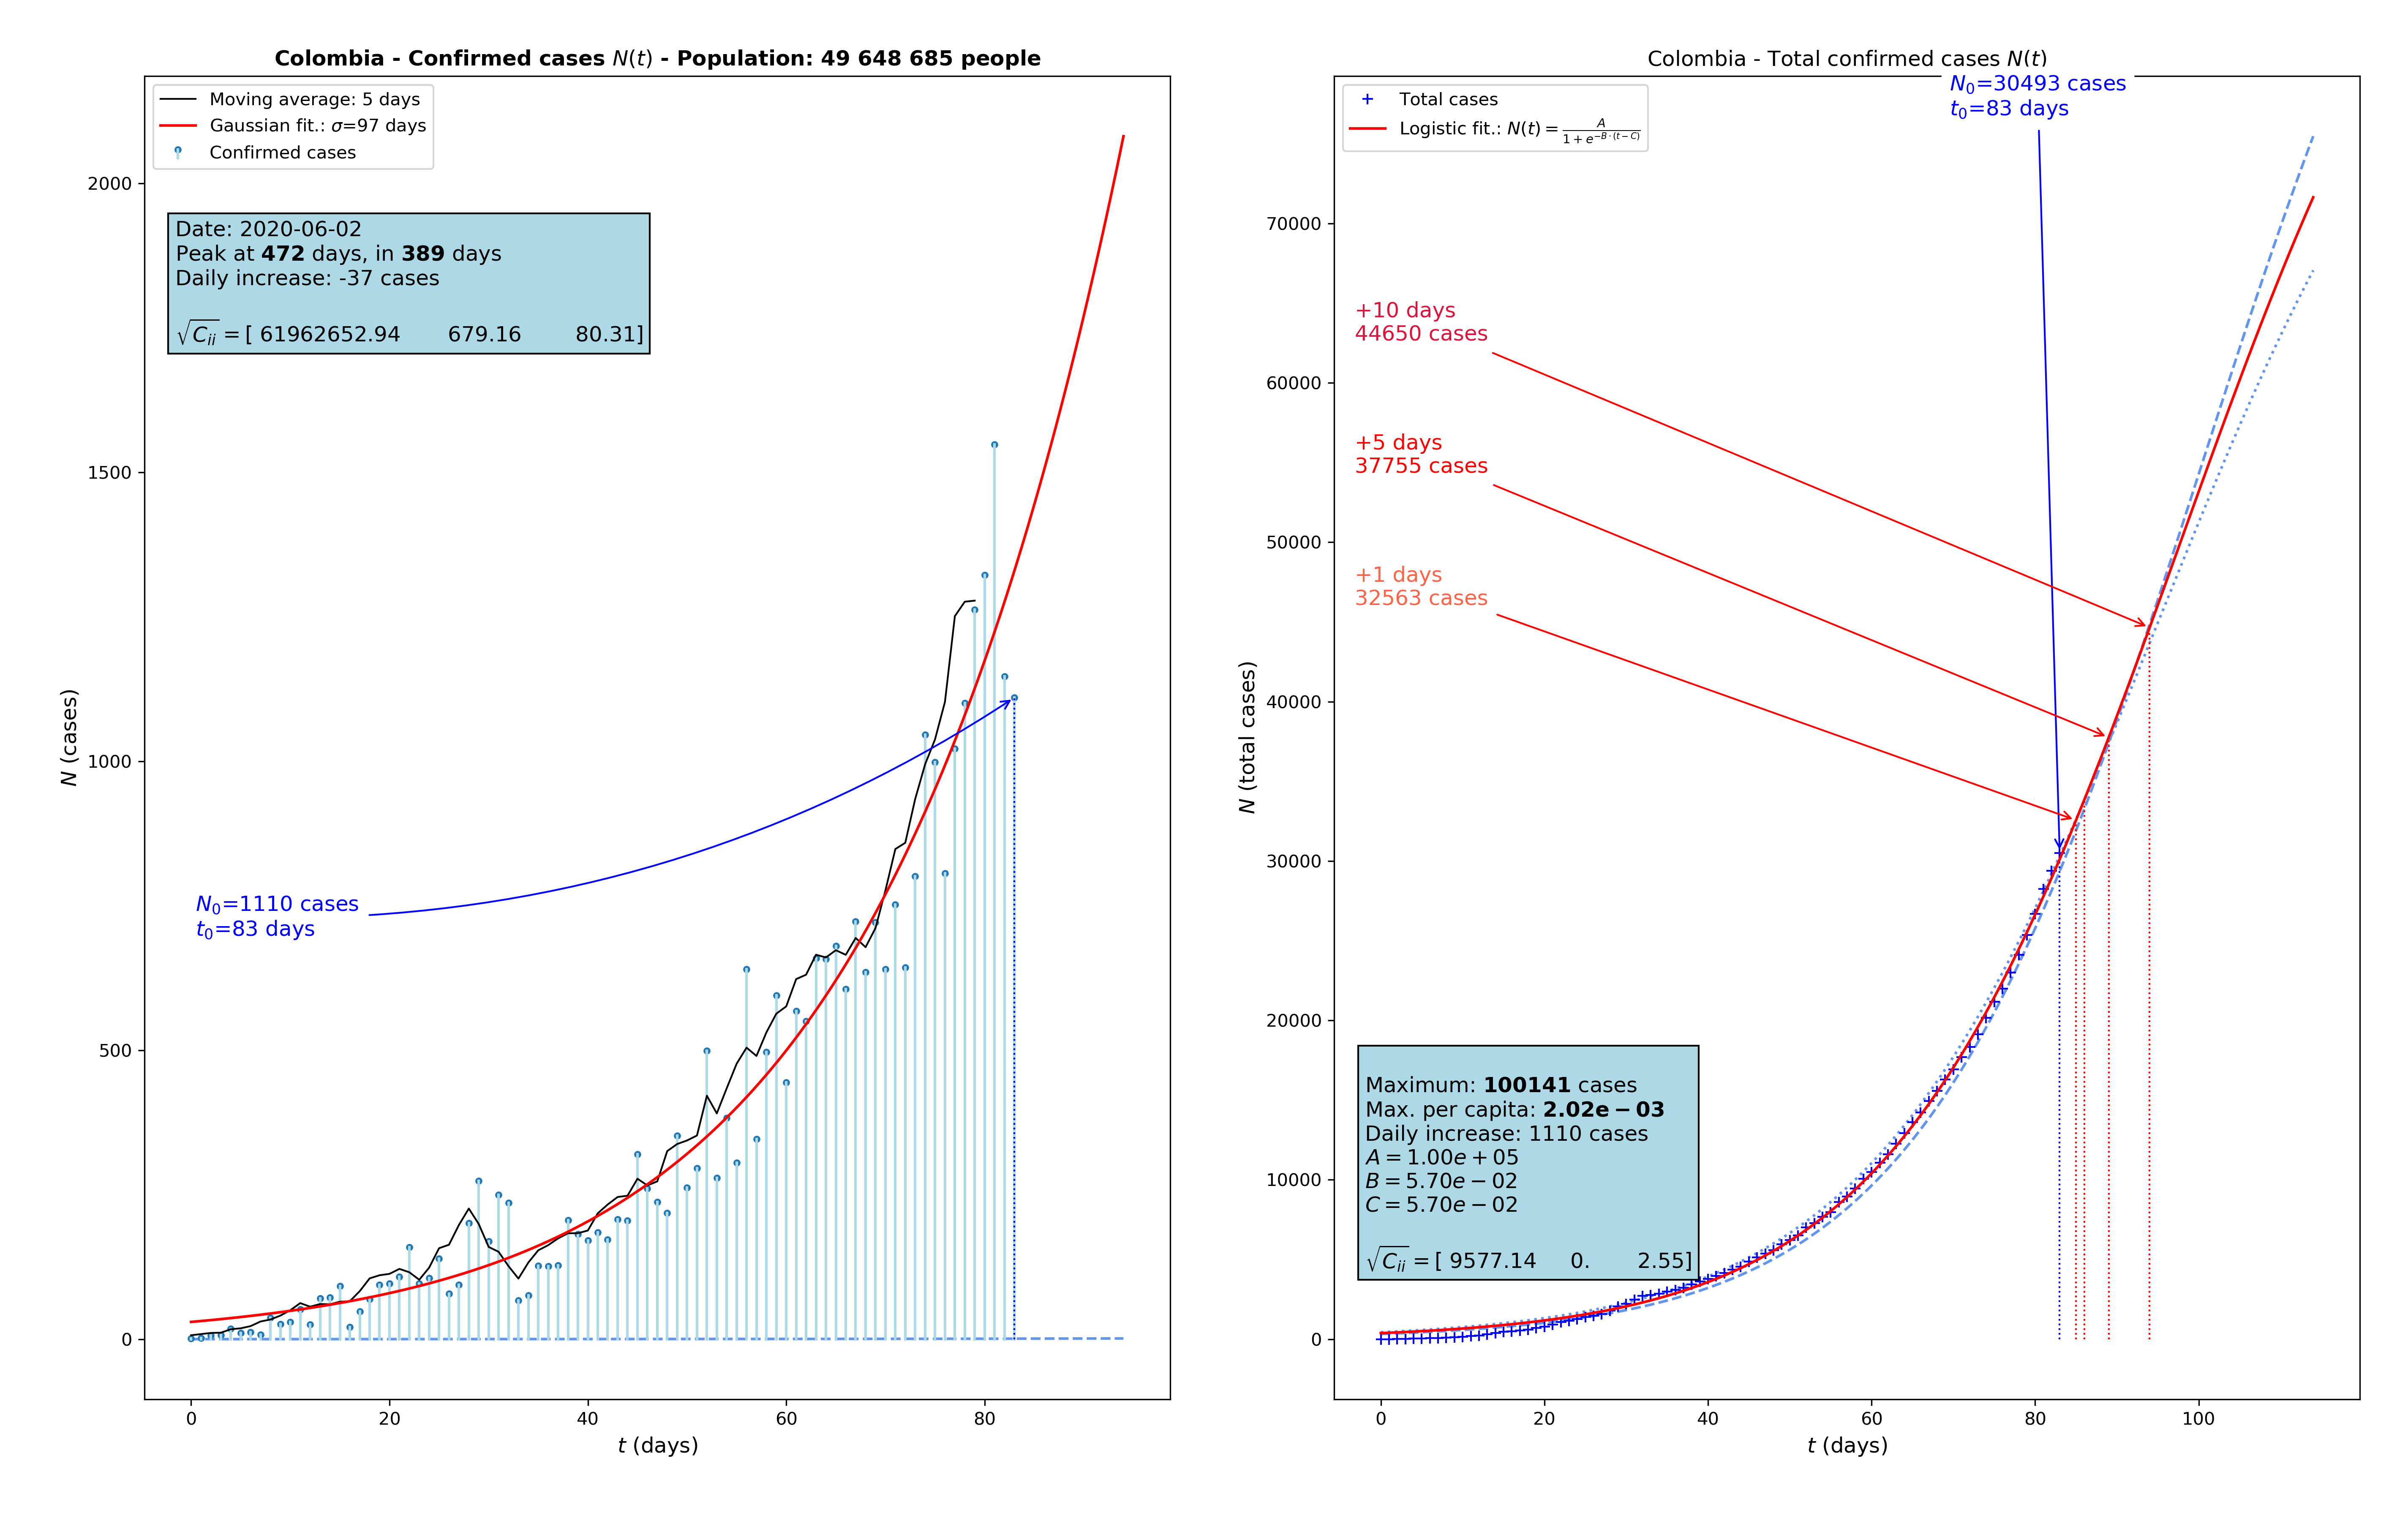 Colombia - Confirmed cases N(t) - Population: 49 648 685 people
Moving average: 5 days
Gaussian fit.: σ=97 days
Confirmed cases
Date: 2020-06-02
Peak at 472 days, in 389 days
Daily increase: -37 cases
√C_ii = [ 61962652.94 679.16 80.31]
N₀=1110 cases
t₀=83 days
2000
1500
1000
500
0
N (cases)
0 20 40 60 80
t (days)
Colombia - Total confirmed cases N(t)
N₀=30493 cases
t₀=83 days
Total cases
Logistic fit.: N(t) = A / (1 + e^(−B·(t−C)))
+10 days
44650 cases
+5 days
37755 cases
+1 days
32563 cases
Maximum: 100141 cases
Max. per capita: 2.02e − 03
Daily increase: 1110 cases
A = 1.00e + 05
B = 5.70e − 02
C = 5.70e − 02
√C_ii = [ 9577.14 0. 2.55]
70000
60000
50000
40000
30000
20000
10000
0
N (total cases)
0 20 40 60 80 100
t (days)